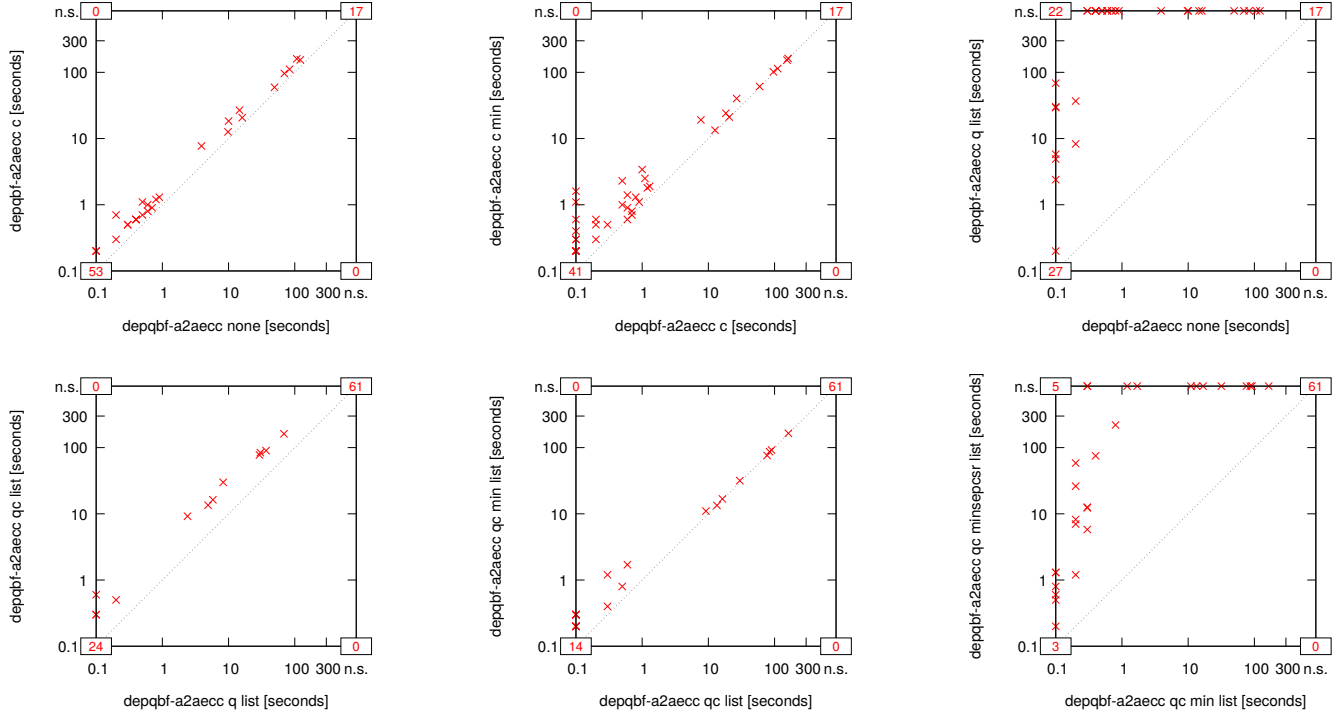 n.s. 0 17
300
100
10
1
0.1 53 0
0.1 1 10 100 300 n.s.
depqbf-a2aecc c [seconds]
depqbf-a2aecc none [seconds]
n.s. 0 17
300
100
10
1
0.1 41 0
0.1 1 10 100 300 n.s.
depqbf-a2aecc c min [seconds]
depqbf-a2aecc c [seconds]
n.s. 22 17
300
100
10
1
0.1 27 0
0.1 1 10 100 300 n.s.
depqbf-a2aecc q list [seconds]
depqbf-a2aecc none [seconds]
n.s. 0 61
300
100
10
1
0.1 24 0
0.1 1 10 100 300 n.s.
depqbf-a2aecc qc list [seconds]
depqbf-a2aecc q list [seconds]
n.s. 0 61
300
100
10
1
0.1 14 0
0.1 1 10 100 300 n.s.
depqbf-a2aecc qc min list [seconds]
depqbf-a2aecc qc list [seconds]
n.s. 5 61
300
100
10
1
0.1 3 0
0.1 1 10 100 300 n.s.
depqbf-a2aecc qc minsepcsr list [seconds]
depqbf-a2aecc qc min list [seconds]